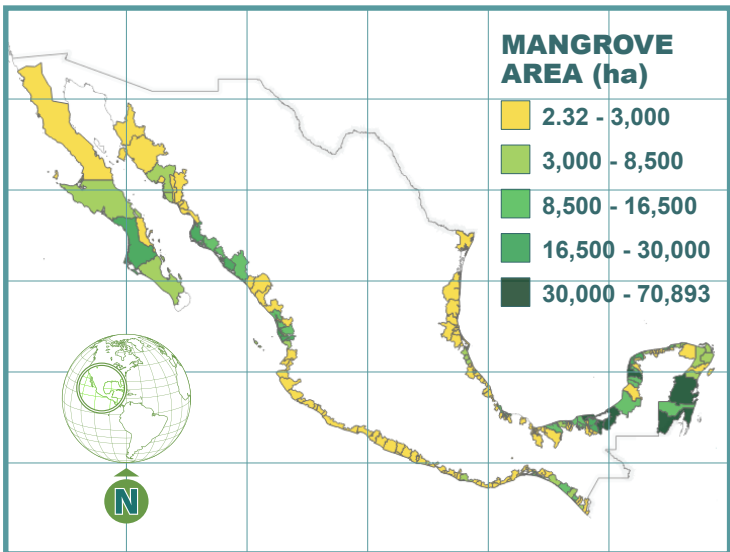 MANGROVE
AREA (ha)
2.32 - 3,000
3,000 - 8,500
8,500 - 16,500
16,500 - 30,000
30,000 - 70,893
N